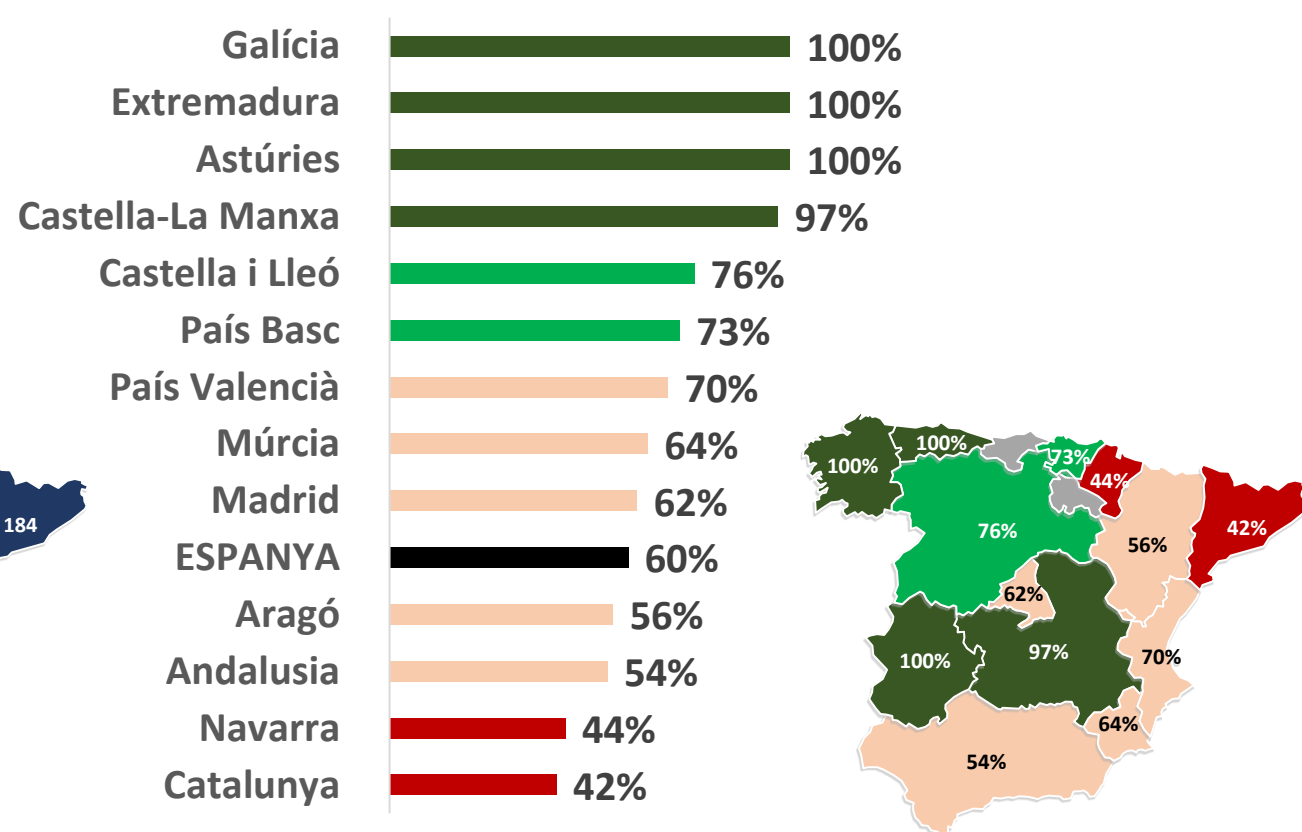 Galícia 100%
Extremadura 100%
Astúries 100%
Castella-La Manxa 97%
Castella i Lleó 76%
País Basc 73%
País Valencià 70%
Múrcia 64%
Madrid 62%
ESPANYA 60%
Aragó 56%
Andalusia 54%
Navarra 44%
Catalunya 42%
184
100%
100%
73%
44%
76%
56%
42%
62%
100%
97%
70%
64%
54%